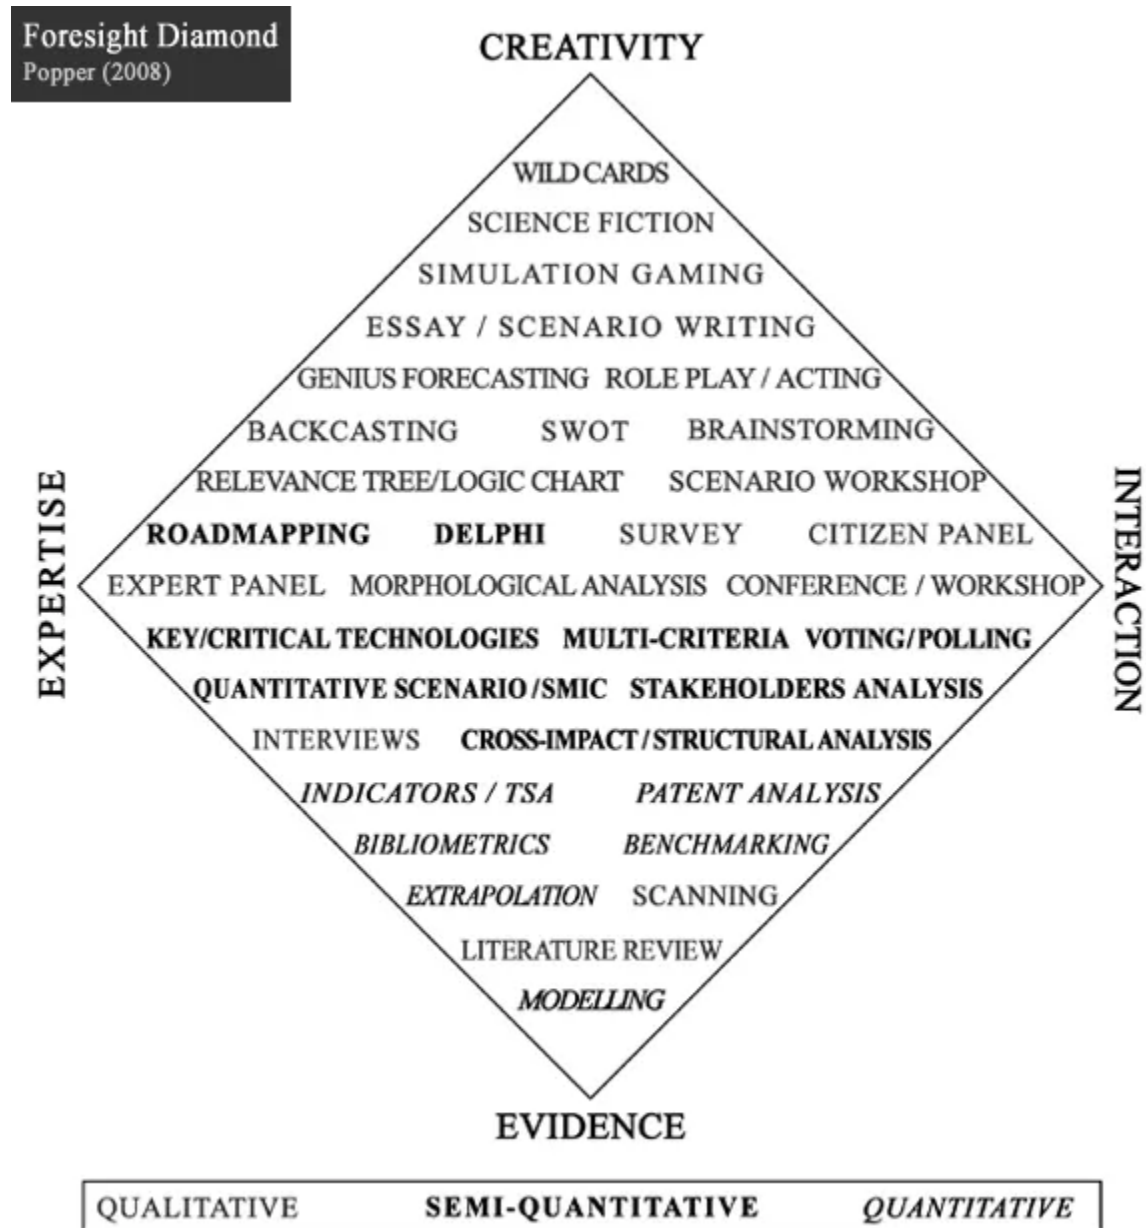 Foresight Diamond
Popper (2008)
CREATIVITY
WILD CARDS
SCIENCE FICTION
SIMULATION GAMING
ESSAY / SCENARIO WRITING
GENIUS FORECASTING ROLE PLAY / ACTING
BACKCASTING SWOT BRAINSTORMING
RELEVANCE TREE/LOGIC CHART SCENARIO WORKSHOP
ROADMAPPING DELPHI SURVEY CITIZEN PANEL
EXPERTISE
EXPERT PANEL MORPHOLOGICAL ANALYSIS CONFERENCE / WORKSHOP
INTERACTION
KEY/CRITICAL TECHNOLOGIES MULTI-CRITERIA VOTING/POLLING
QUANTITATIVE SCENARIO/SMIC STAKEHOLDERS ANALYSIS
INTERVIEWS CROSS-IMPACT / STRUCTURAL ANALYSIS
INDICATORS / TSA PATENT ANALYSIS
BIBLIOMETRICS BENCHMARKING
EXTRAPOLATION SCANNING
LITERATURE REVIEW
MODELLING
EVIDENCE
QUALITATIVE SEMI-QUANTITATIVE QUANTITATIVE